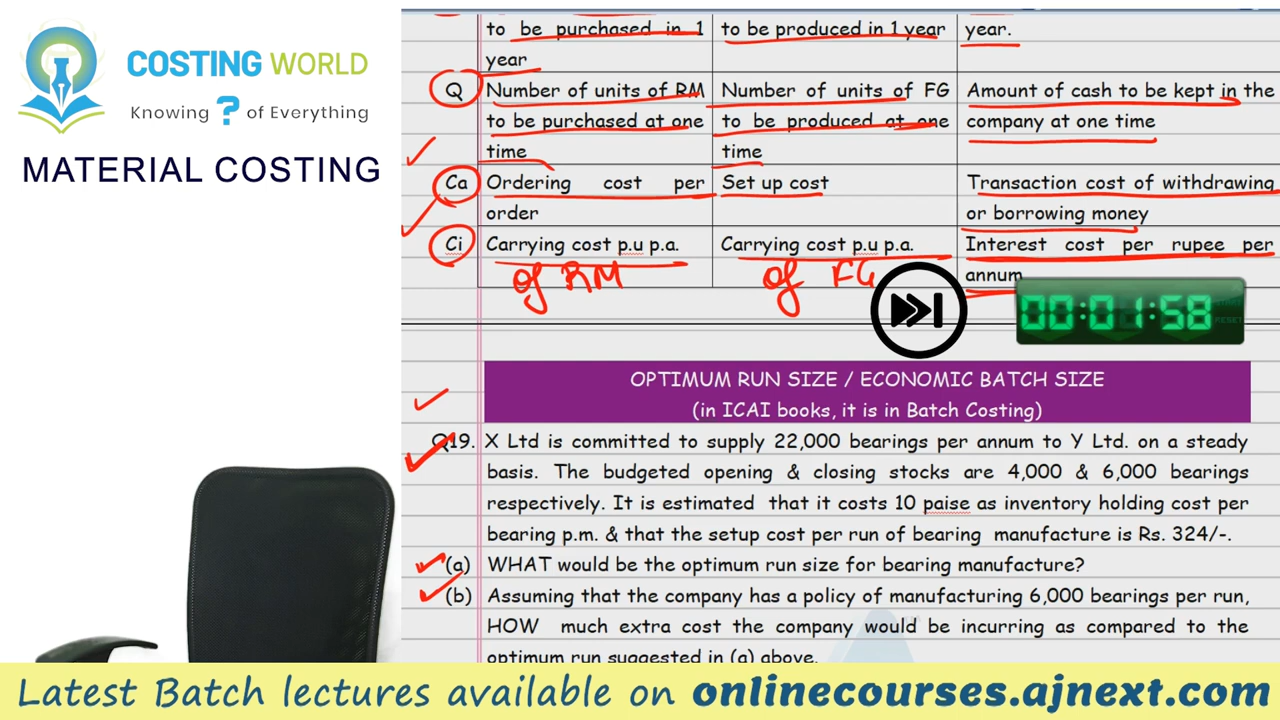 COSTING WORLD
Knowing ? of Everything
MATERIAL COSTING
to be purchased in 1 year
to be produced in 1 year
year.
Q
Number of units of RM to be purchased at one time
Number of units of FG to be produced at one time
Amount of cash to be kept in the company at one time
Ca
Ordering cost per order
Set up cost
Transaction cost of withdrawing or borrowing money
Ci
Carrying cost p.u p.a.
of RM
Carrying cost p.u p.a.
of FG
Interest cost per rupee per annum
00:01:58
RESET
OPTIMUM RUN SIZE / ECONOMIC BATCH SIZE
(in ICAI books, it is in Batch Costing)
Q19. X Ltd is committed to supply 22,000 bearings per annum to Y Ltd. on a steady
basis. The budgeted opening & closing stocks are 4,000 & 6,000 bearings
respectively. It is estimated that it costs 10 paise as inventory holding cost per
bearing p.m. & that the setup cost per run of bearing manufacture is Rs. 324/-.
(a) WHAT would be the optimum run size for bearing manufacture?
(b) Assuming that the company has a policy of manufacturing 6,000 bearings per run,
HOW much extra cost the company would be incurring as compared to the
optimum run suggested in (a) above.
Latest Batch lectures available on onlinecourses.ajnext.com